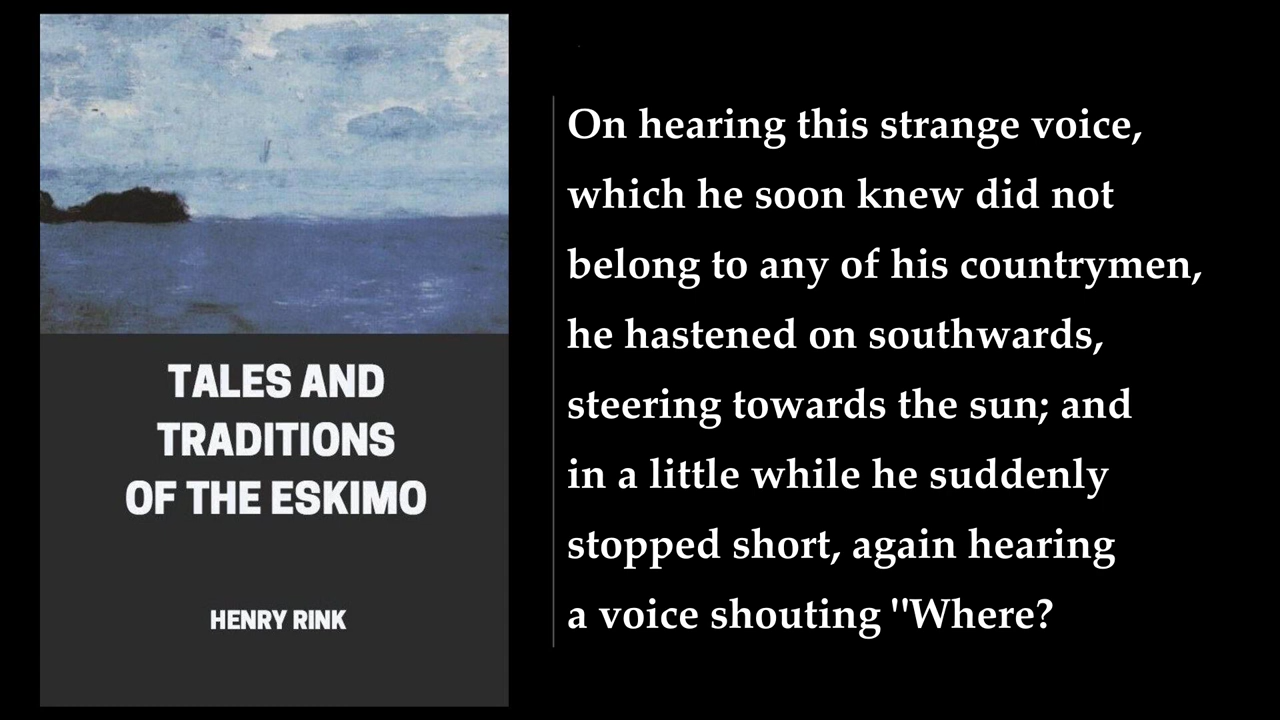 TALES AND
TRADITIONS
OF THE ESKIMO
HENRY RINK
On hearing this strange voice,
which he soon knew did not
belong to any of his countrymen,
he hastened on southwards,
steering towards the sun; and
in a little while he suddenly
stopped short, again hearing
a voice shouting "Where?